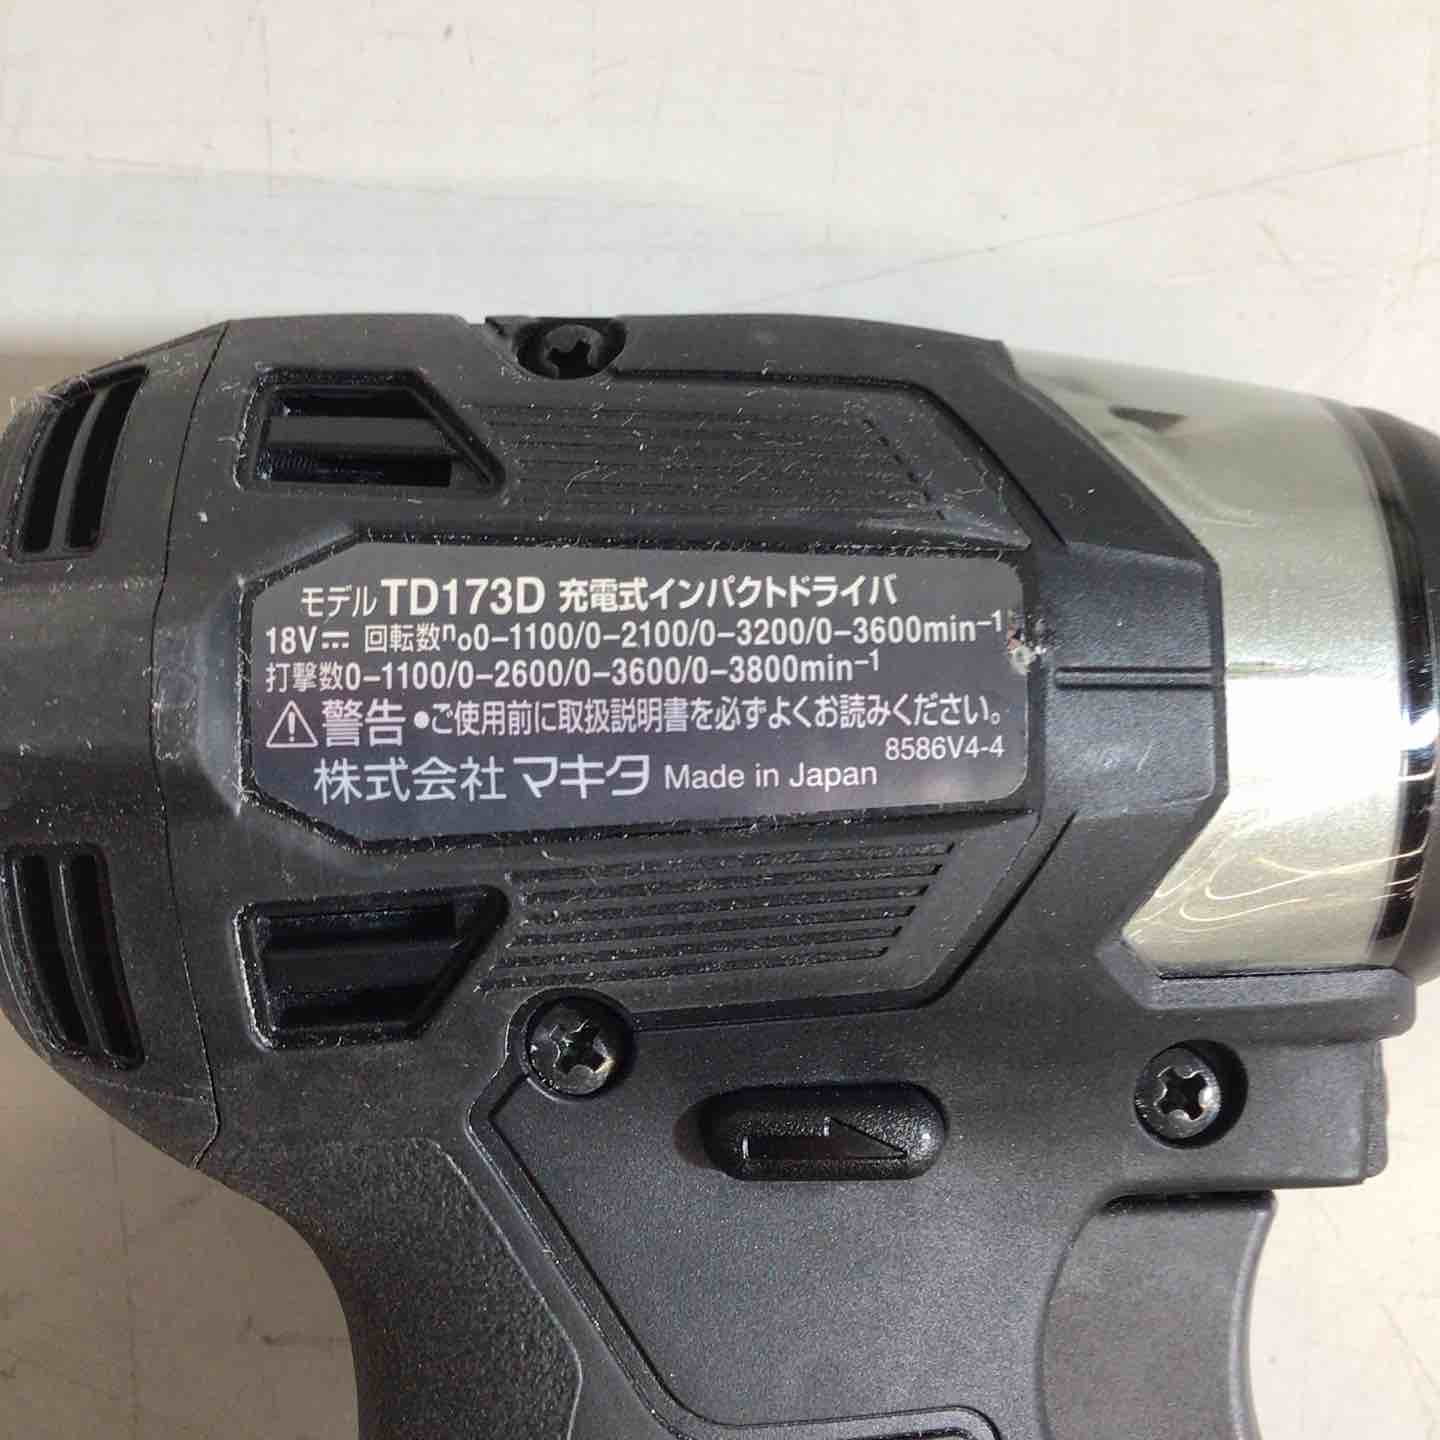 モデルTD173D 充電式インパクトドライバ
18V⎓ 回転数n₀0-1100/0-2100/0-3200/0-3600min⁻¹
打撃数0-1100/0-2600/0-3600/0-3800min⁻¹
⚠警告 ●ご使用前に取扱説明書を必ずよくお読みください。
8586V4-4
株式会社 マキタ Made in Japan